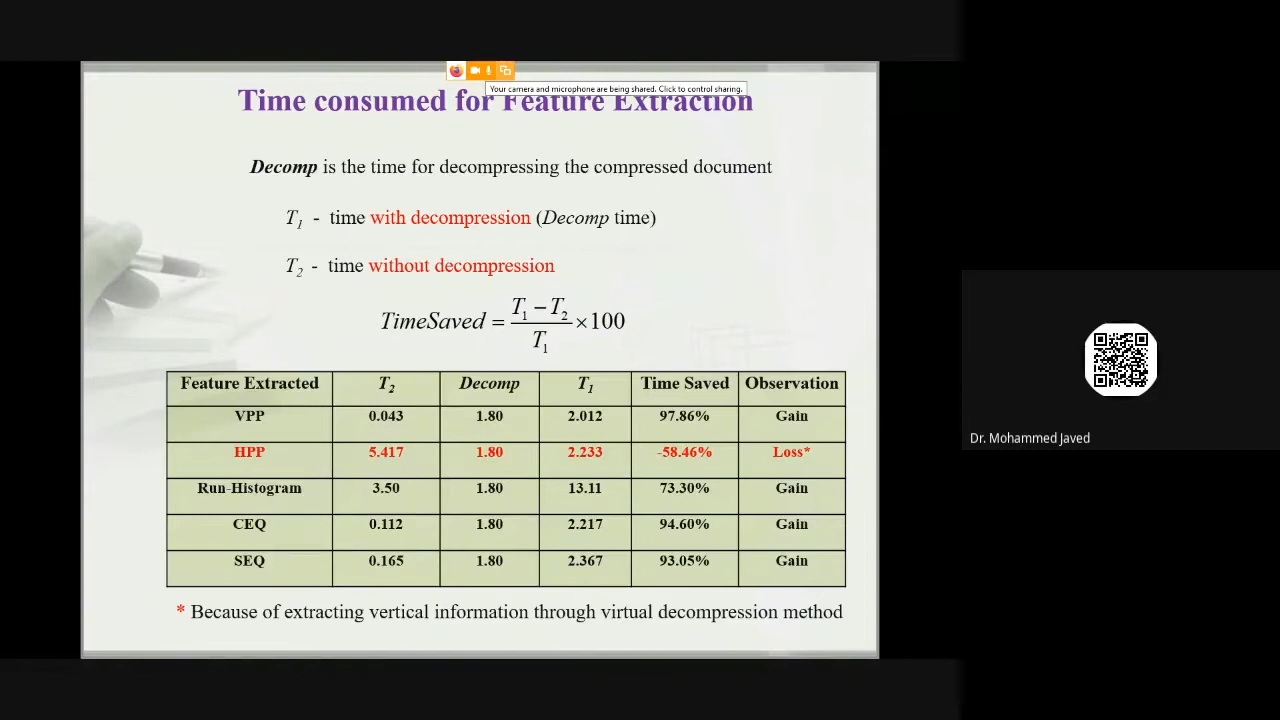 Your camera and microphone are being shared. Click to control sharing.
Time consumed for Feature Extraction
Decomp is the time for decompressing the compressed document
T1 - time with decompression (Decomp time)
T2 - time without decompression
TimeSaved = (T1 − T2) / T1 × 100
Feature Extracted T2 Decomp T1 Time Saved Observation
VPP 0.043 1.80 2.012 97.86% Gain
HPP 5.417 1.80 2.233 -58.46% Loss*
Run-Histogram 3.50 1.80 13.11 73.30% Gain
CEQ 0.112 1.80 2.217 94.60% Gain
SEQ 0.165 1.80 2.367 93.05% Gain
* Because of extracting vertical information through virtual decompression method
Dr. Mohammed Javed